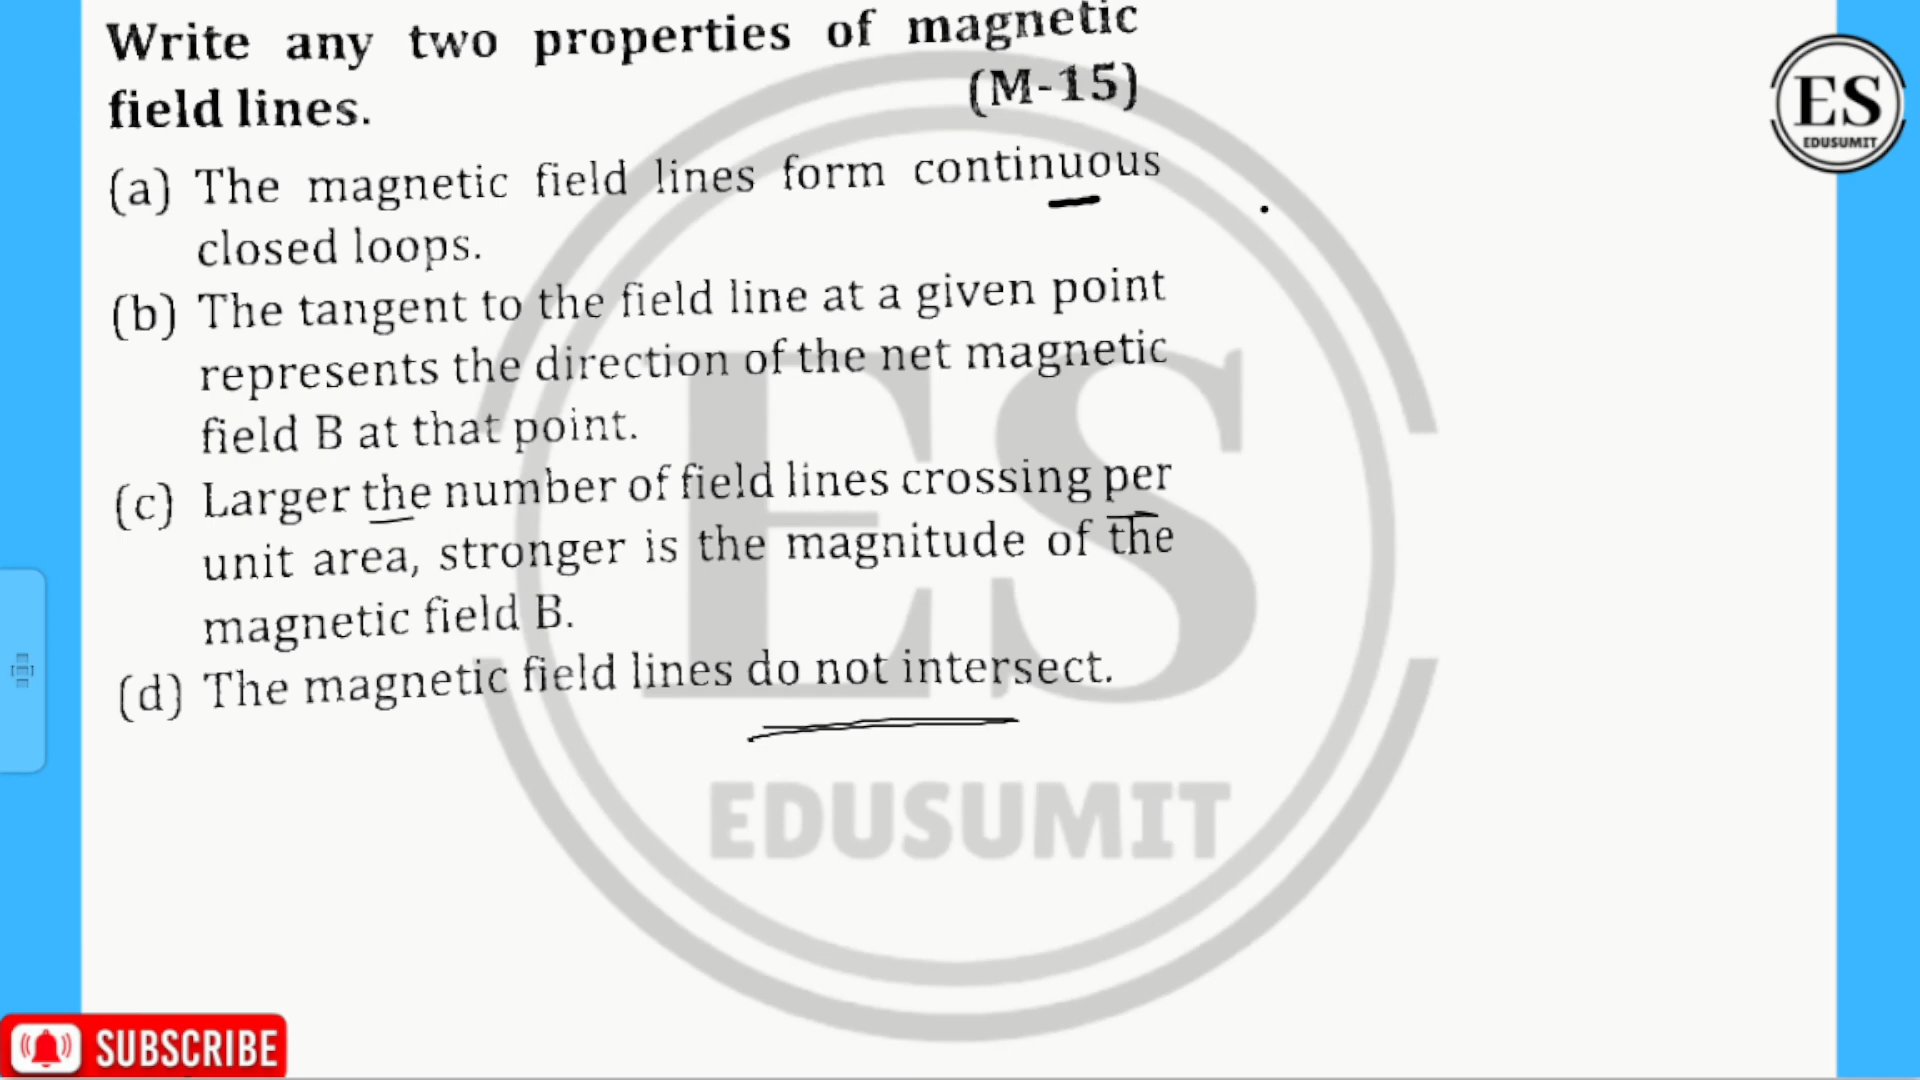 Write any two properties of magnetic
field lines. (M-15)
(a) The magnetic field lines form continuous
closed loops.
(b) The tangent to the field line at a given point
represents the direction of the net magnetic
field B at that point.
(c) Larger the number of field lines crossing per
unit area, stronger is the magnitude of the
magnetic field B.
(d) The magnetic field lines do not intersect.
ES
EDUSUMIT
ES
EDUSUMIT
SUBSCRIBE